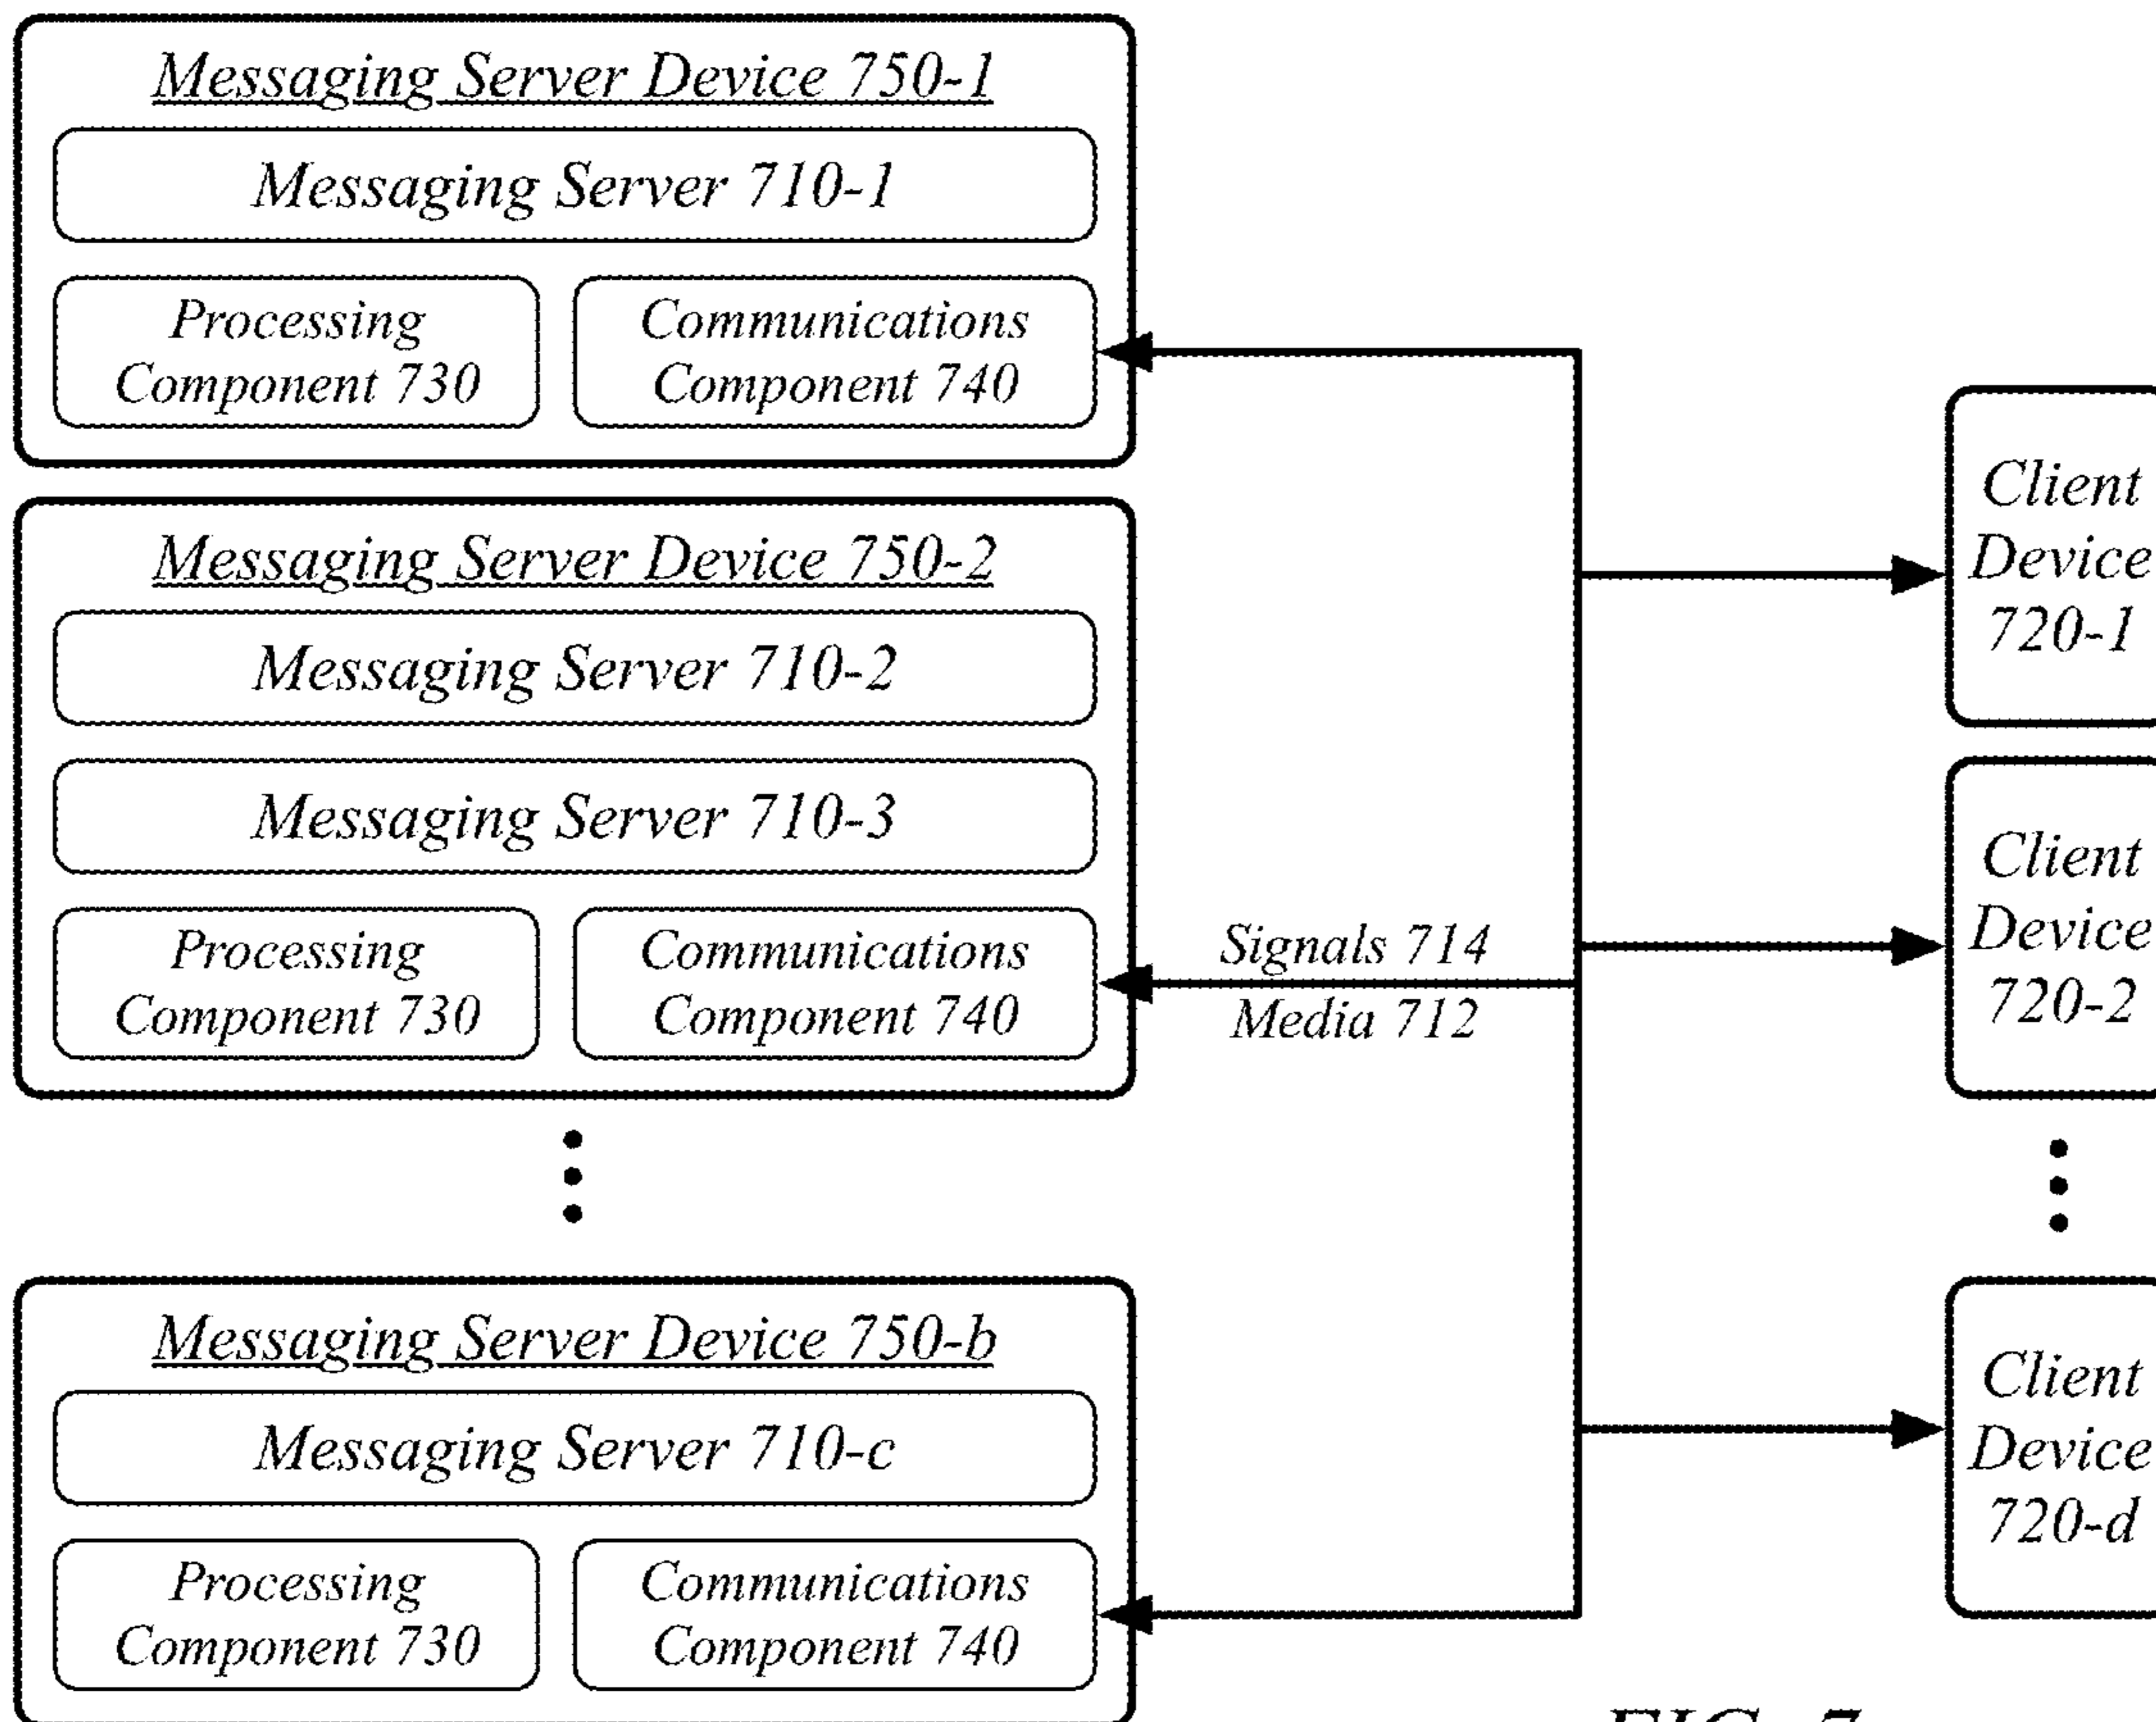 Messaging Server Device 750-1
Messaging Server 710-1
Processing
Component 730
Communications
Component 740
Messaging Server Device 750-2
Messaging Server 710-2
Messaging Server 710-3
Processing
Component 730
Communications
Component 740
Messaging Server Device 750-b
Messaging Server 710-c
Processing
Component 730
Communications
Component 740
Signals 714
Media 712
Client
Device
720-1
Client
Device
720-2
Client
Device
720-d
FIG. 7